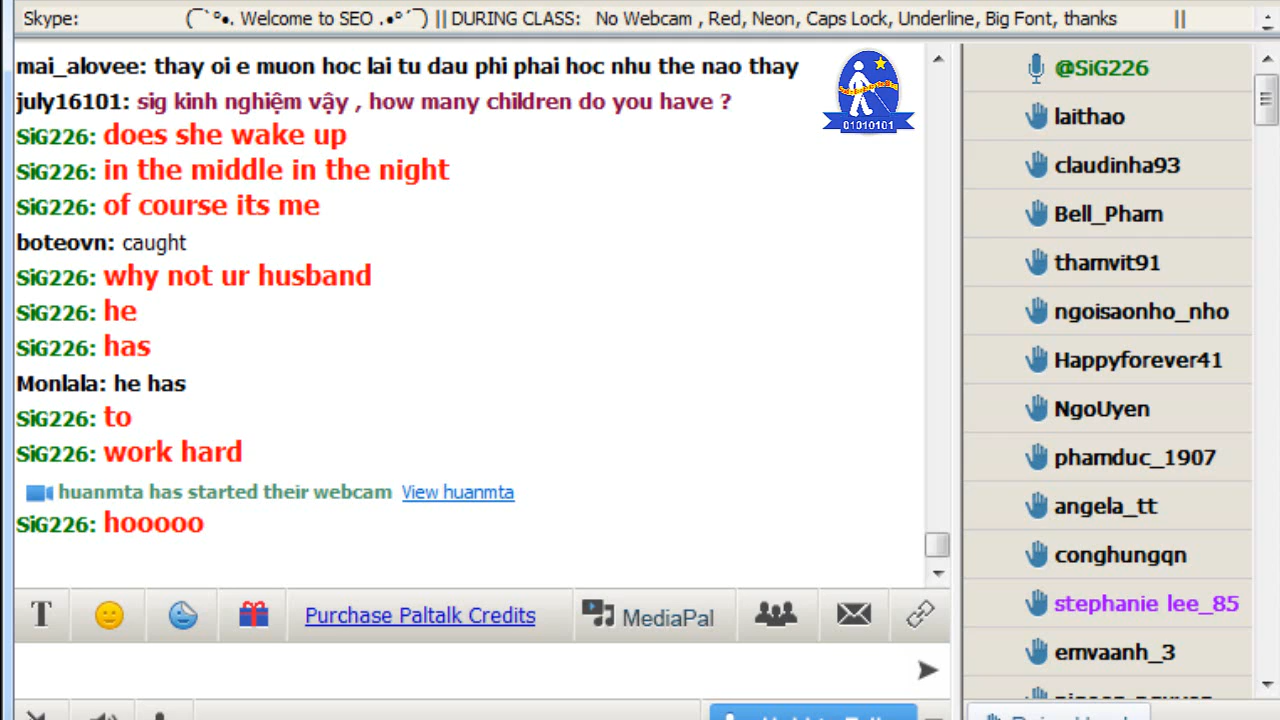 Skype: (¯`°•. Welcome to SEO .•°´¯) || DURING CLASS: No Webcam , Red, Neon, Caps Lock, Underline, Big Font, thanks ||
mai_alovee: thay oi e muon hoc lai tu dau phi phai hoc nhu the nao thay
july16101: sig kinh nghiệm vậy , how many children do you have ?
SiG226: does she wake up
SiG226: in the middle in the night
SiG226: of course its me
boteovn: caught
SiG226: why not ur husband
SiG226: he
SiG226: has
Monlala: he has
SiG226: to
SiG226: work hard
huanmta has started their webcam View huanmta
SiG226: hooooo
01010101
T Purchase Paltalk Credits MediaPal
@SiG226
laithao
claudinha93
Bell_Pham
thamvit91
ngoisaonho_nho
Happyforever41
NgoUyen
phamduc_1907
angela_tt
conghungqn
stephanie lee_85
emvaanh_3